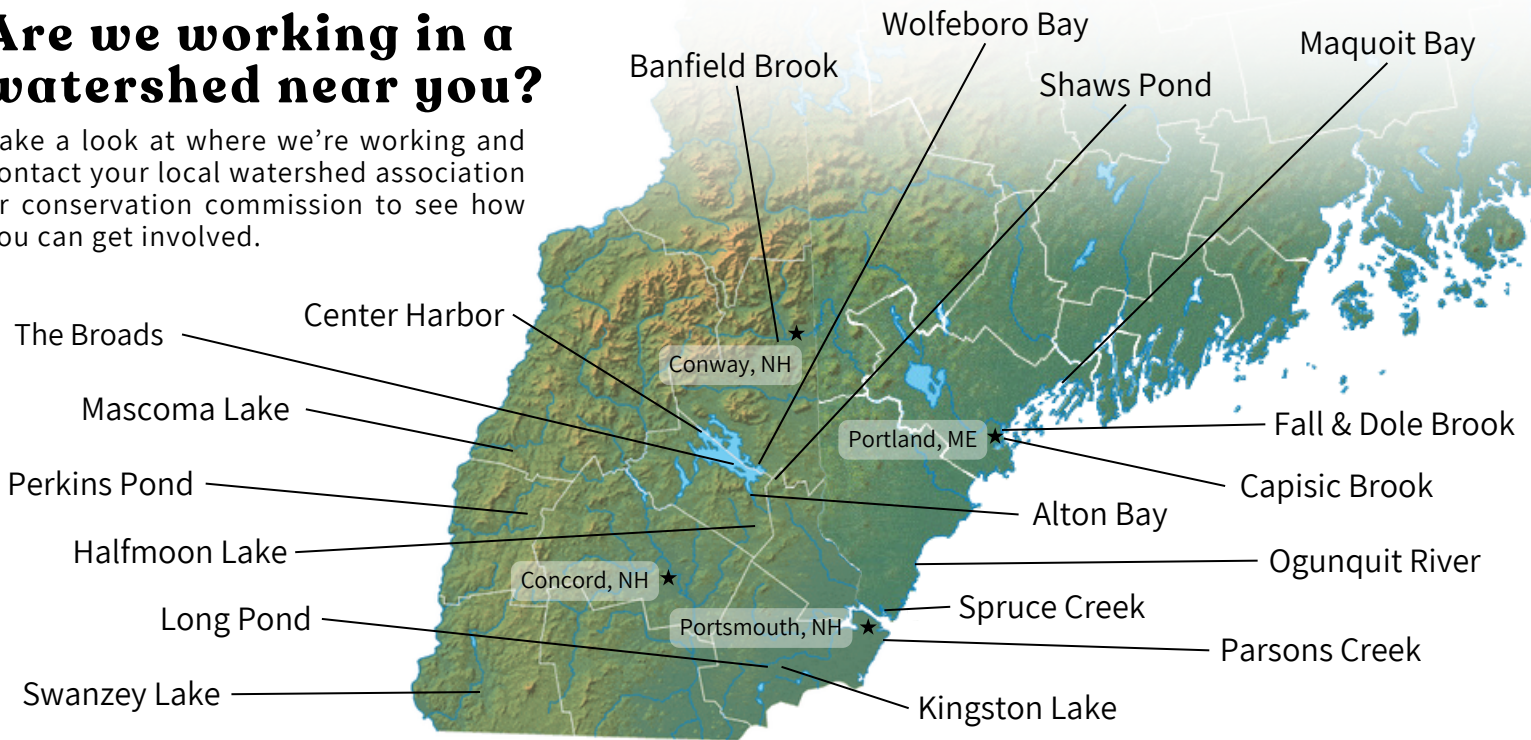 Are we working in a
watershed near you?
ake a look at where we’re working and
ontact your local watershed association
r conservation commission to see how
ou can get involved.
Wolfeboro Bay
Maquoit Bay
Banfield Brook
Shaws Pond
Center Harbor
The Broads
Conway, NH
Mascoma Lake
Portland, ME
Fall & Dole Brook
Perkins Pond
Capisic Brook
Alton Bay
Halfmoon Lake
Ogunquit River
Concord, NH
Spruce Creek
Long Pond
Portsmouth, NH
Parsons Creek
Swanzey Lake
Kingston Lake